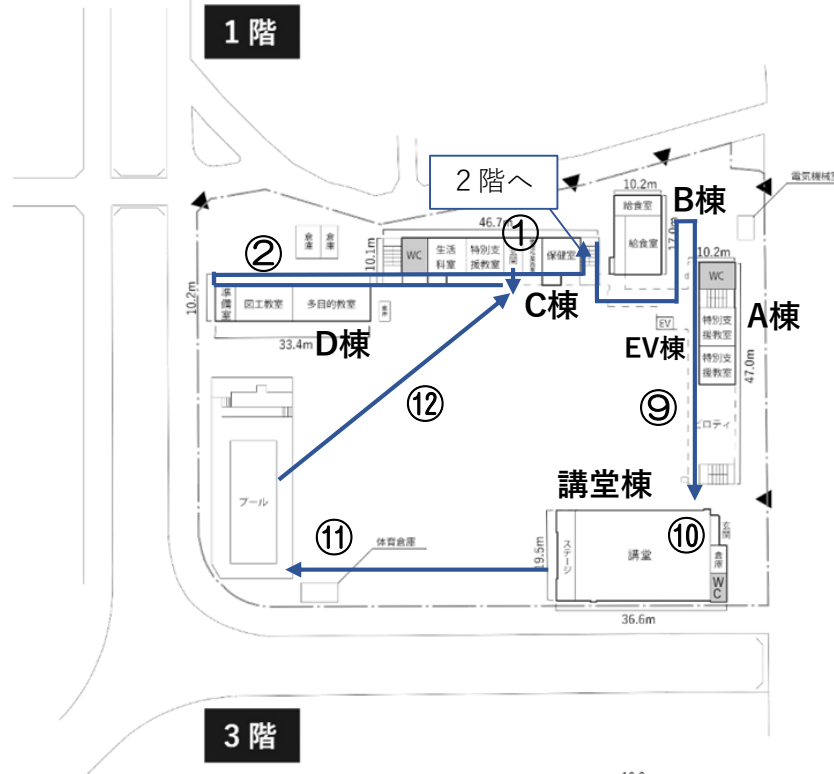 1階
2階へ
10.2m
B棟
電気機械室
給食室
46.7m
①
17.0m
倉庫
倉庫
②
10.1m
WC
生活科室
特別支援教室
玄関
保健室
給食室
10.2m
WC
10.2m
準備室
図工教室
多目的教室
倉庫
C棟
EV
特別支援教室
A棟
33.4m
D棟
EV棟
特別支援教室
47.0m
⑫
⑨
ピロティ
プール
講堂棟
⑪
体育倉庫
19.5m
ステージ
講堂
⑩
玄関
倉庫
WC
36.6m
3階